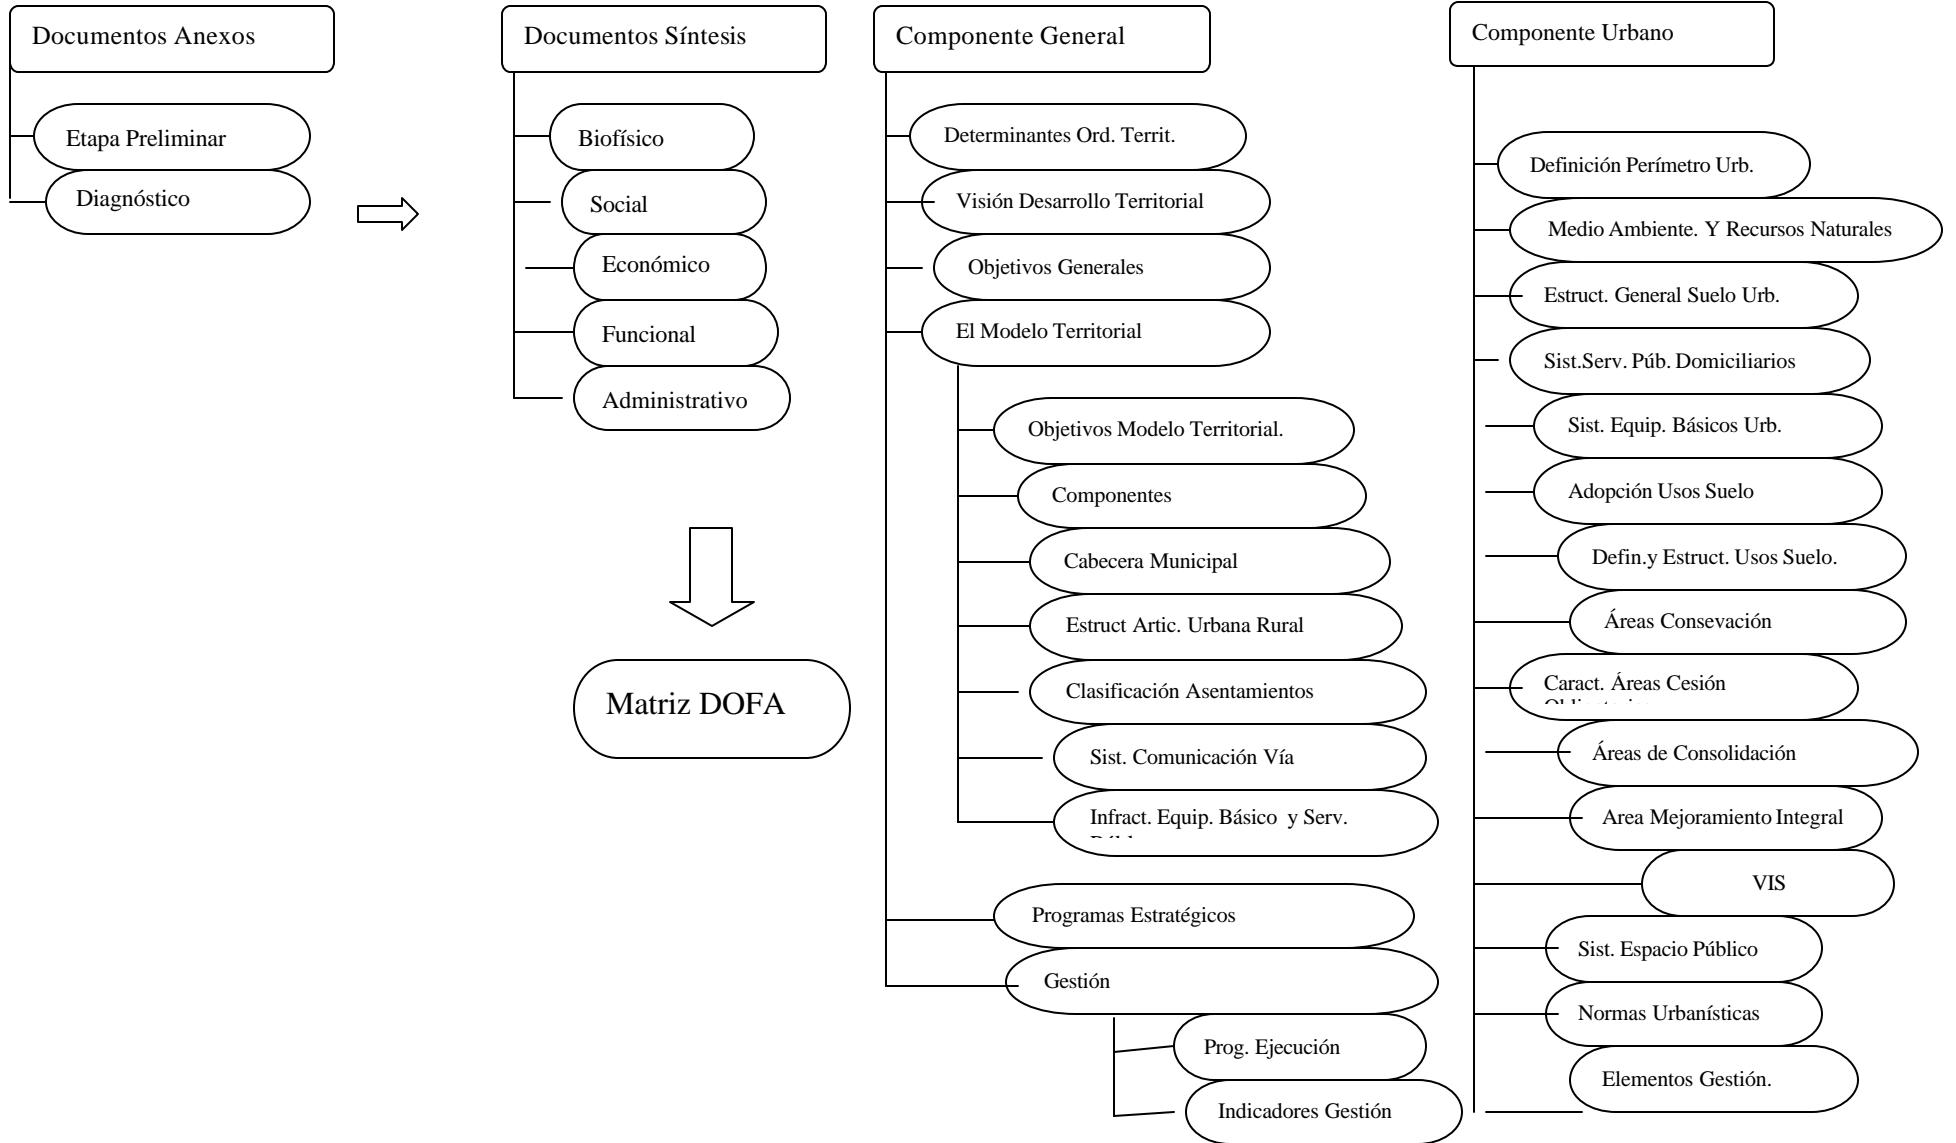 Documentos Anexos
Etapa Preliminar
Diagnóstico
Documentos Síntesis
Biofísico
Social
Económico
Funcional
Administrativo
Matriz DOFA
Componente General
Determinantes Ord. Territ.
Visión Desarrollo Territorial
Objetivos Generales
El Modelo Territorial
Objetivos Modelo Territorial.
Componentes
Cabecera Municipal
Estruct Artic. Urbana Rural
Clasificación Asentamientos
Sist. Comunicación Vía
Infract. Equip. Básico y Serv.
Programas Estratégicos
Gestión
Prog. Ejecución
Indicadores Gestión
Componente Urbano
Definición Perímetro Urb.
Medio Ambiente. Y Recursos Naturales
Estruct. General Suelo Urb.
Sist.Serv. Púb. Domiciliarios
Sist. Equip. Básicos Urb.
Adopción Usos Suelo
Defin.y Estruct. Usos Suelo.
Áreas Consevación
Caract. Áreas Cesión
Áreas de Consolidación
Area Mejoramiento Integral
VIS
Sist. Espacio Público
Normas Urbanísticas
Elementos Gestión.